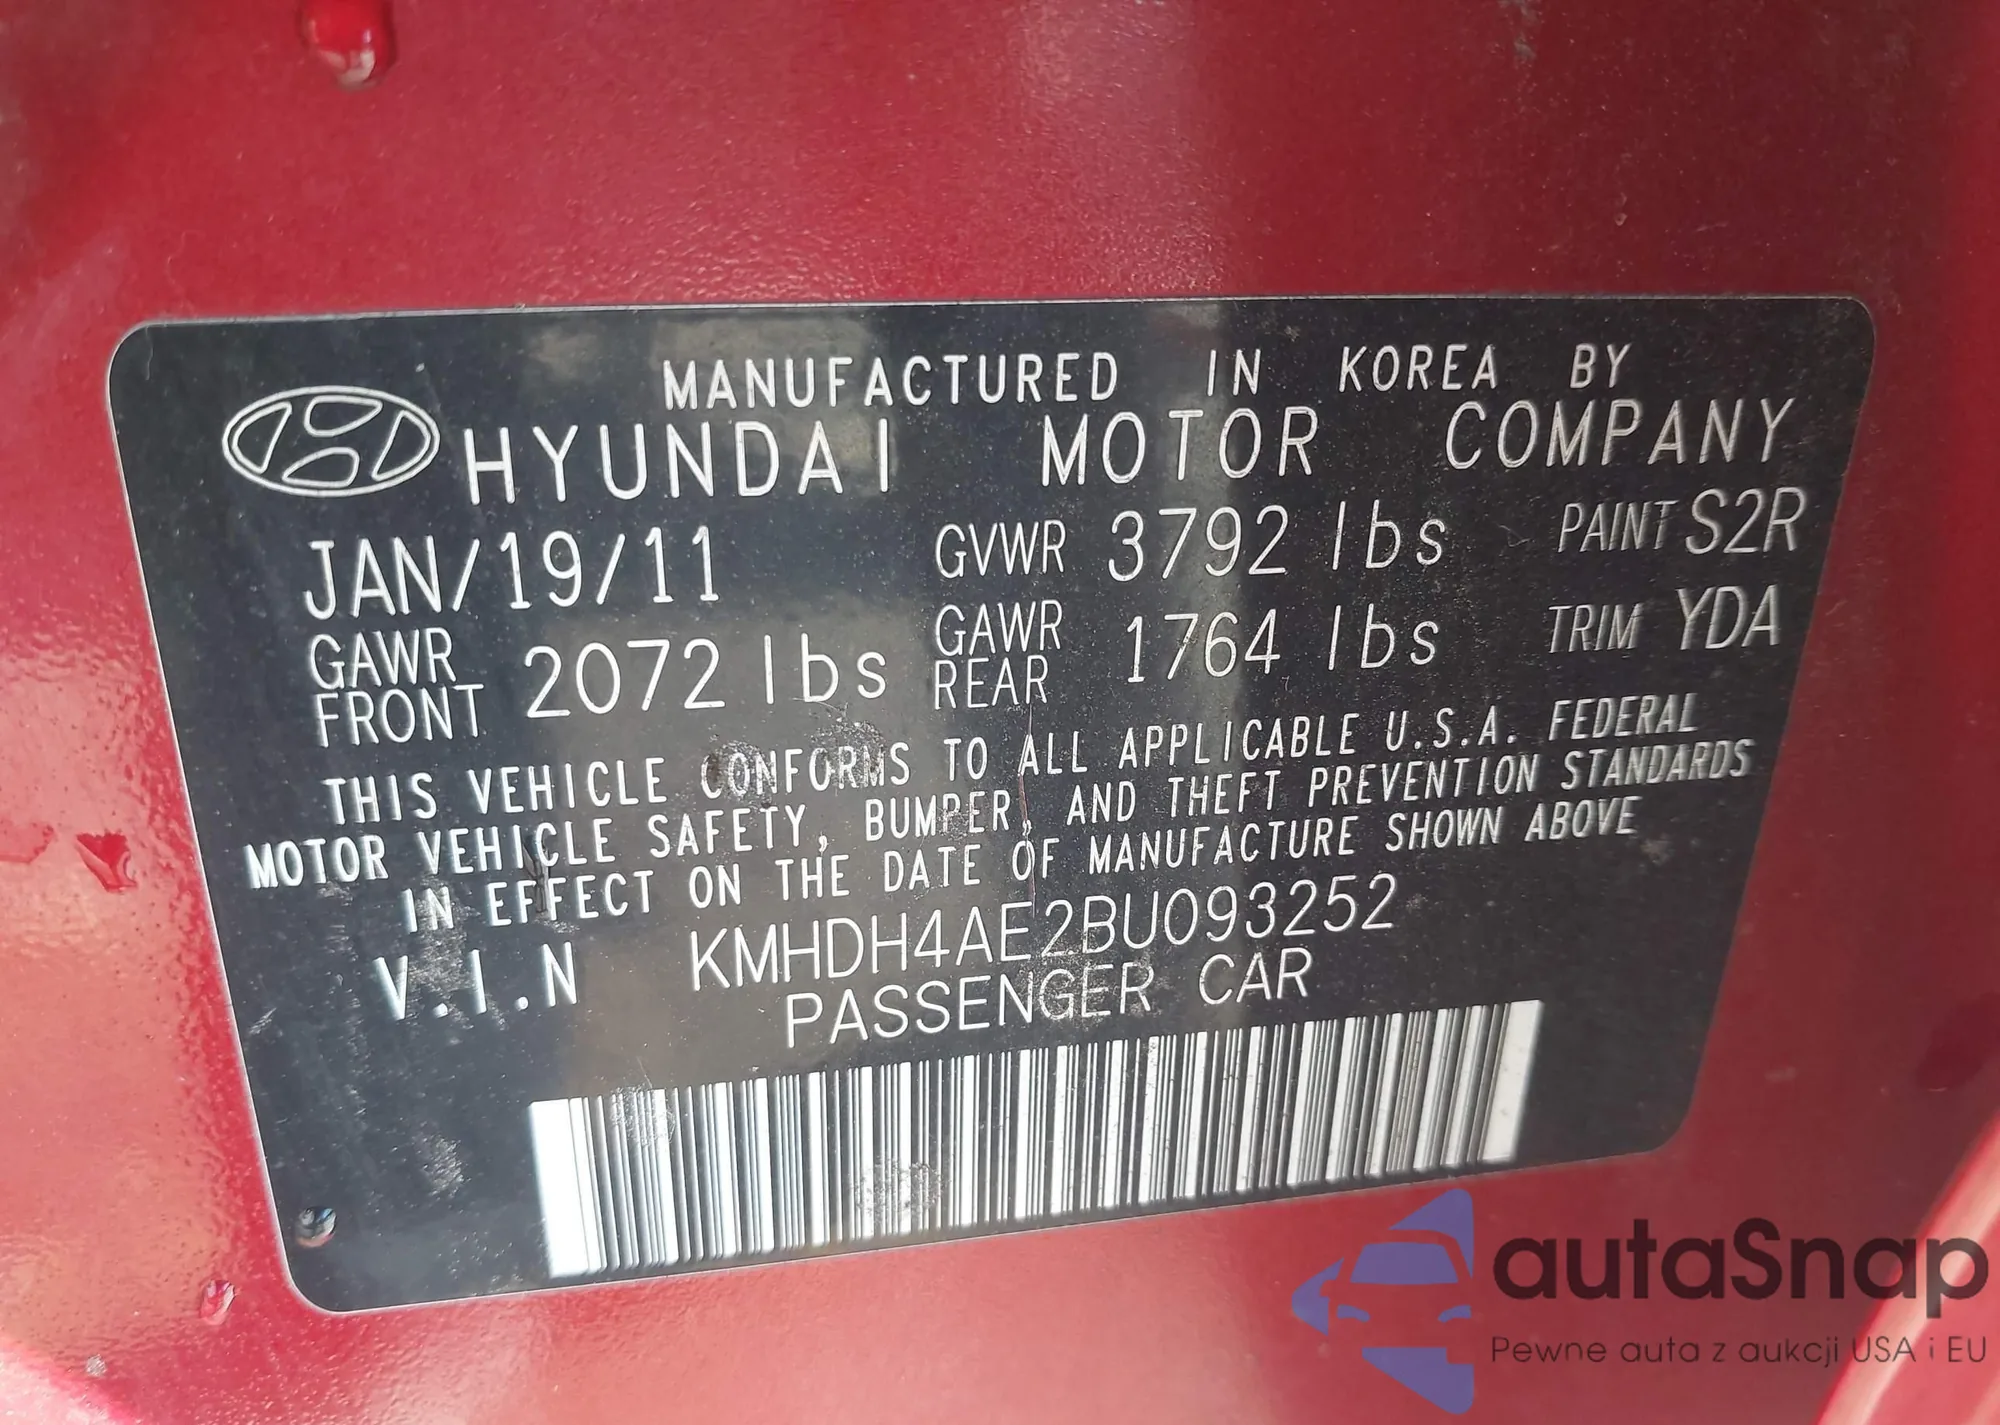 MANUFACTURED IN KOREA BY
HYUNDAI MOTOR COMPANY
JAN/19/11 GVWR 3792 lbs PAINT S2R
GAWR FRONT 2072 lbs GAWR REAR 1764 lbs TRIM YDA
THIS VEHICLE CONFORMS TO ALL APPLICABLE U.S.A. FEDERAL
MOTOR VEHICLE SAFETY, BUMPER, AND THEFT PREVENTION STANDARDS
IN EFFECT ON THE DATE OF MANUFACTURE SHOWN ABOVE
V.I.N KMHDH4AE2BU093252
PASSENGER CAR
autaSnap
Pewne auta z aukcji USA i EU